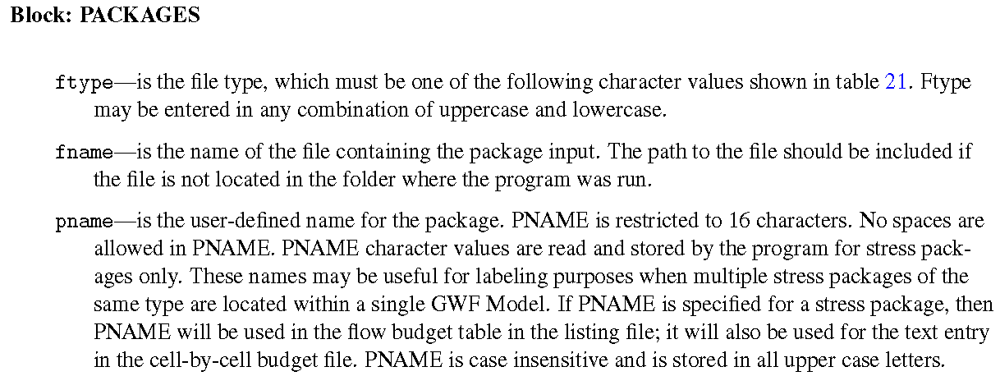 Block: PACKAGES
ftype—is the file type, which must be one of the following character values shown in table 21. Ftype
may be entered in any combination of uppercase and lowercase.
fname—is the name of the file containing the package input. The path to the file should be included if
the file is not located in the folder where the program was run.
pname—is the user-defined name for the package. PNAME is restricted to 16 characters. No spaces are
allowed in PNAME. PNAME character values are read and stored by the program for stress pack-
ages only. These names may be useful for labeling purposes when multiple stress packages of the
same type are located within a single GWF Model. If PNAME is specified for a stress package, then
PNAME will be used in the flow budget table in the listing file; it will also be used for the text entry
in the cell-by-cell budget file. PNAME is case insensitive and is stored in all upper case letters.